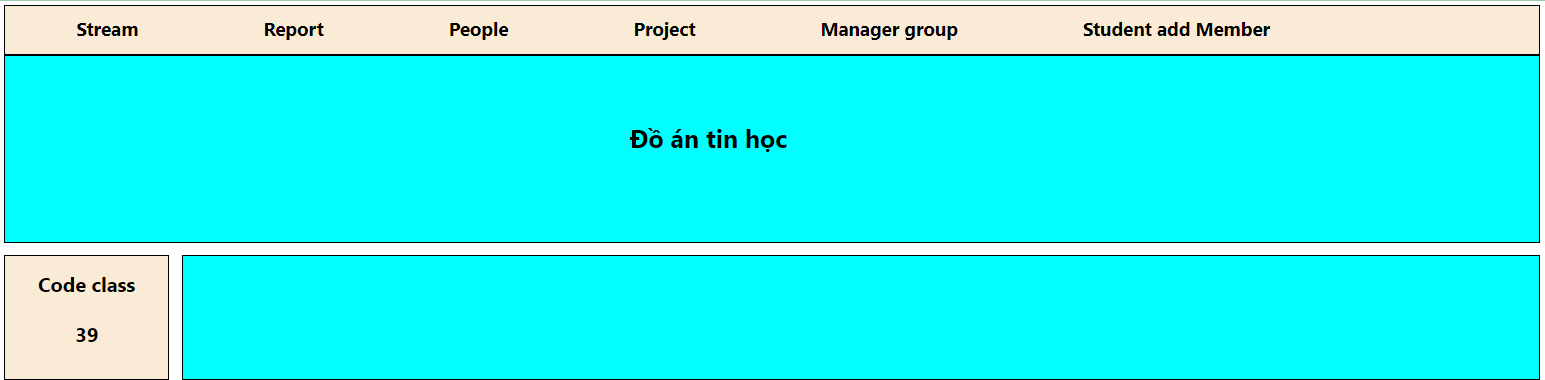 Stream Report People Project Manager group Student add Member
Đồ án tin học
Code class
39